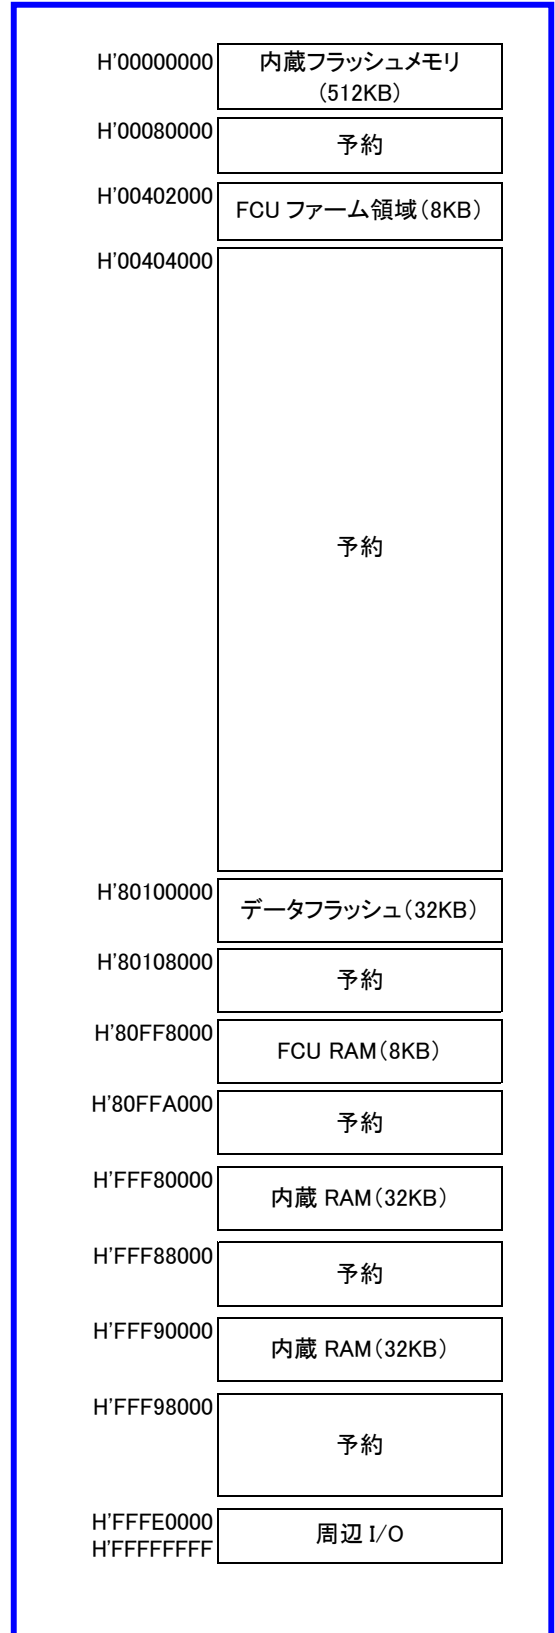 H'00000000
内蔵フラッシュメモリ
(512KB)
H'00080000
予約
H'00402000
FCU ファーム領域(8KB)
H'00404000
予約
H'80100000
データフラッシュ(32KB)
H'80108000
予約
H'80FF8000
FCU RAM(8KB)
H'80FFA000
予約
H'FFF80000
内蔵 RAM(32KB)
H'FFF88000
予約
H'FFF90000
内蔵 RAM(32KB)
H'FFF98000
予約
H'FFFE0000
H'FFFFFFFF
周辺 I/O